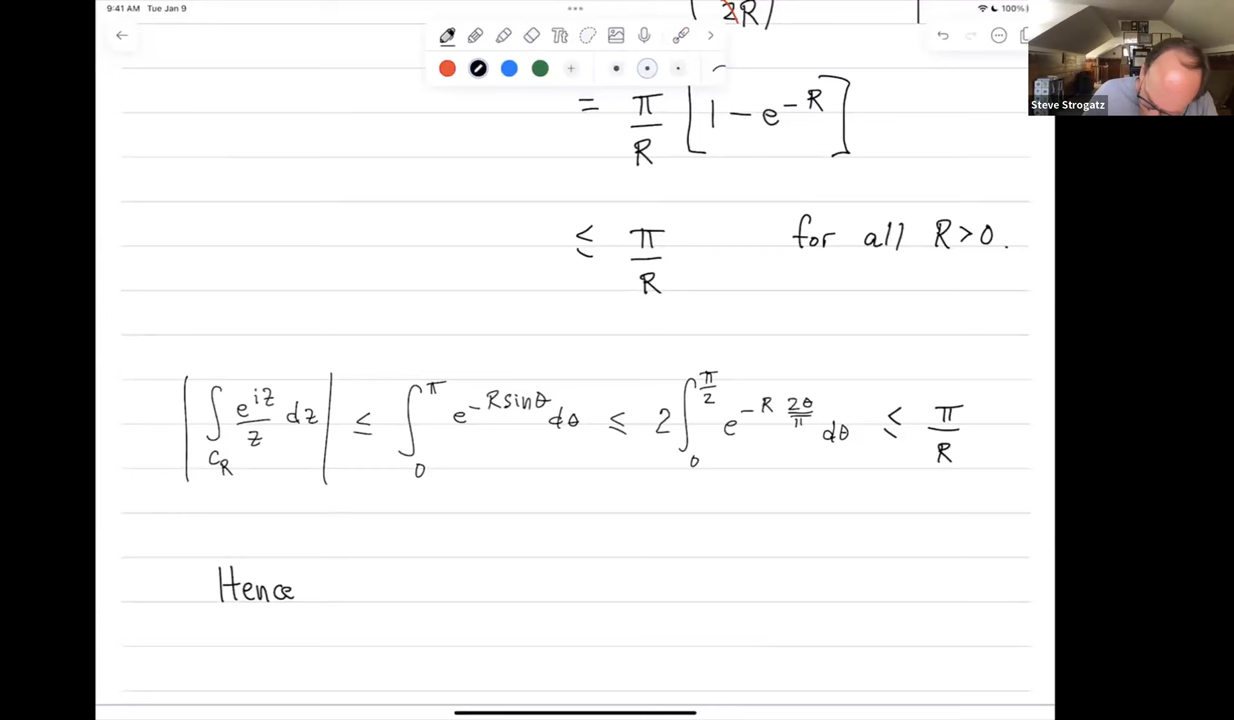 9:41 AM Tue Jan 9
100%
2R
Steve Strogatz
= π/R [1 − e^{−R}]
≤ π/R for all R>0.
|∫_{C_R} e^{iz}/z dz| ≤ ∫_0^π e^{−R sinθ} dθ ≤ 2 ∫_0^{π/2} e^{−R 2θ/π} dθ ≤ π/R
Hence